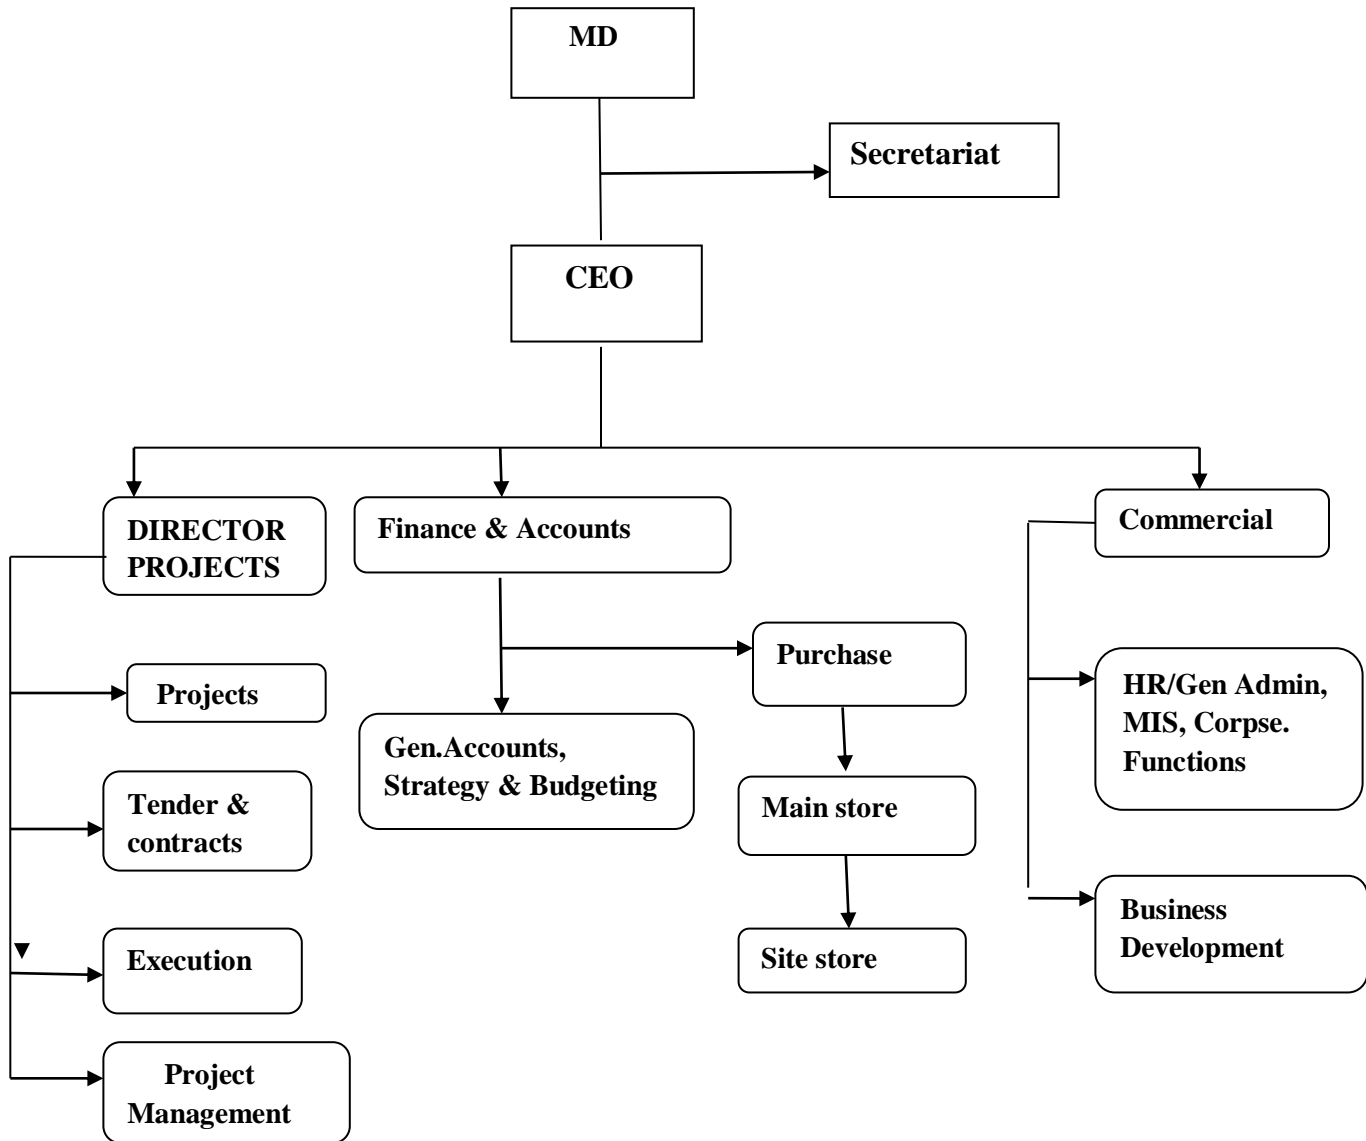 MD
Secretariat
CEO
DIRECTOR
PROJECTS
Finance & Accounts
Commercial
Projects
Purchase
HR/Gen Admin,
MIS, Corpse.
Functions
Gen.Accounts,
Strategy & Budgeting
Tender &
contracts
Main store
Execution
Site store
Business
Development
Project
Management